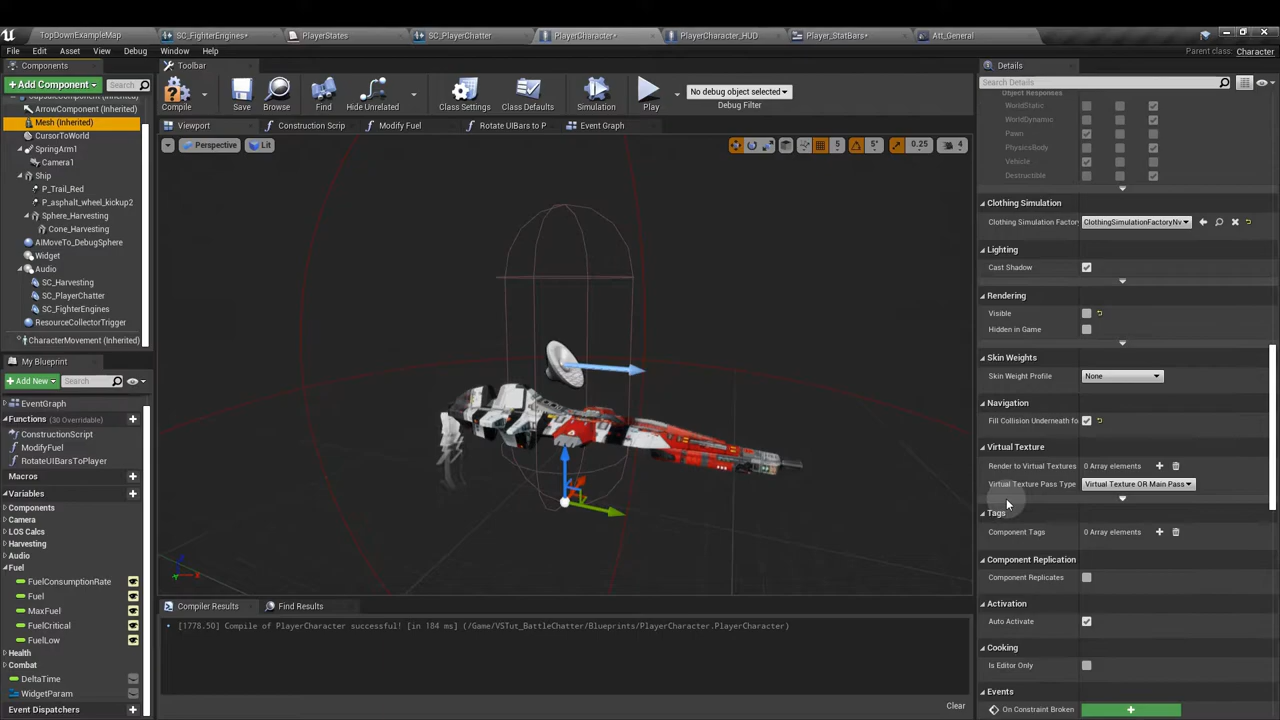 TopDownExampleMap
SC_FighterEngines*
PlayerStates
SC_PlayerChatter
PlayerCharacter*
PlayerCharacter_HUD
Player_StatBars*
Att_General
File
Edit
Asset
View
Debug
Window
Help
Parent class: Character
Components
Toolbar
Details
+ Add Component
Search
Compile
Save
Browse
Find
Hide Unrelated
Class Settings
Class Defaults
Simulation
Play
No debug object selected
Debug Filter
Search Details
ArrowComponent (Inherited)
Mesh (Inherited)
CursorToWorld
SpringArm1
Camera1
Ship
P_Trail_Red
P_asphalt_wheel_kickup2
Sphere_Harvesting
Cone_Harvesting
AIMoveTo_DebugSphere
Widget
Audio
SC_Harvesting
SC_PlayerChatter
SC_FighterEngines
ResourceCollectorTrigger
CharacterMovement (Inherited)
Viewport
Construction Scrip
Modify Fuel
Rotate UIBars to P
Event Graph
Perspective
Lit
5
5°
0.25
4
Object Responses
WorldStatic
WorldDynamic
Pawn
PhysicsBody
Vehicle
Destructible
Clothing Simulation
Clothing Simulation Factor
ClothingSimulationFactoryNv
Lighting
Cast Shadow
Rendering
Visible
Hidden in Game
Skin Weights
Skin Weight Profile
None
Navigation
Fill Collision Underneath fo
Virtual Texture
Render to Virtual Textures
0 Array elements
Virtual Texture Pass Type
Virtual Texture OR Main Pass
Tags
Component Tags
0 Array elements
Component Replication
Component Replicates
Activation
Auto Activate
Cooking
Is Editor Only
Events
On Constraint Broken
+
My Blueprint
+ Add New
Search
EventGraph
Functions (30 Overridable)
ConstructionScript
ModifyFuel
RotateUIBarsToPlayer
Macros
Variables
Components
Camera
LOS Calcs
Harvesting
Audio
Fuel
FuelConsumptionRate
Fuel
MaxFuel
FuelCritical
FuelLow
Health
Combat
DeltaTime
WidgetParam
Event Dispatchers
Compiler Results
Find Results
[1778.50] Compile of PlayerCharacter successful! [in 184 ms] (/Game/VSTut_BattleChatter/Blueprints/PlayerCharacter.PlayerCharacter)
Clear